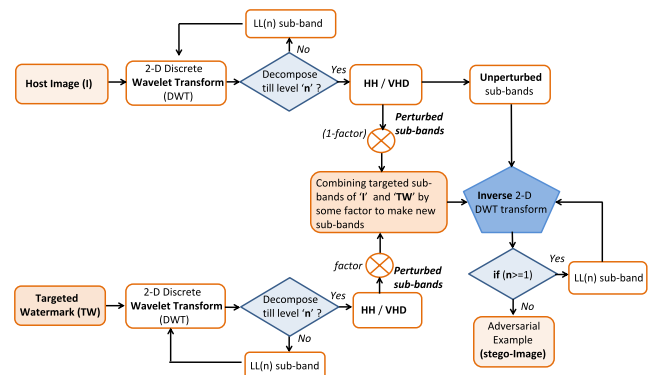 LL(n) sub-band
No
Host Image (I)
2-D Discrete
Wavelet Transform
(DWT)
Decompose
till level 'n' ?
Yes
HH / VHD
Unperturbed
sub-bands
(1-factor)
Perturbed
sub-bands
Combining targeted sub-
bands of 'I' and 'TW' by
some factor to make new
sub-bands
Inverse 2-D
DWT transform
factor
Perturbed
sub-bands
if (n>=1)
Yes
LL(n) sub-band
No
Adversarial
Example
(stego-Image)
Targeted
Watermark (TW)
2-D Discrete
Wavelet Transform
(DWT)
Decompose
till level 'n' ?
Yes
HH / VHD
No
LL(n) sub-band